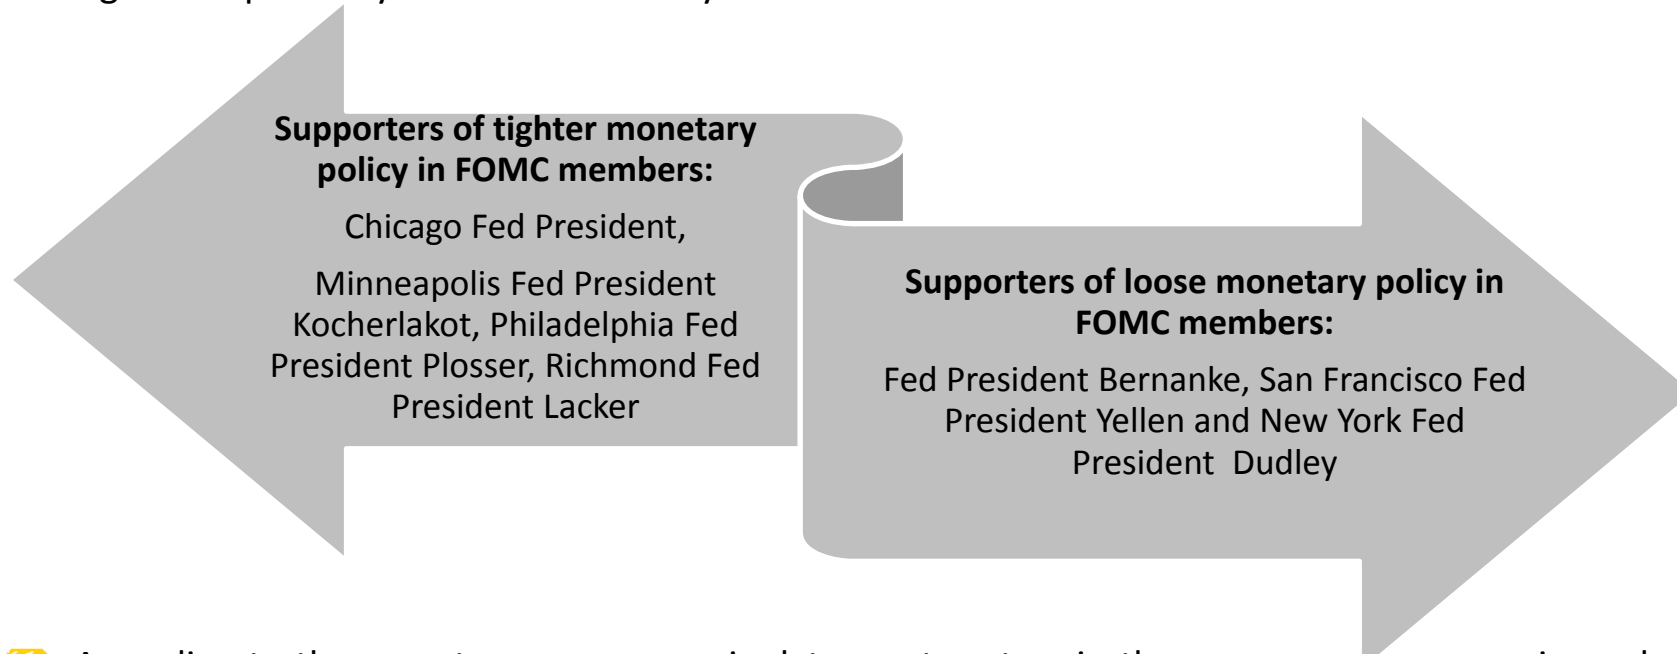 Supporters of tighter monetary
policy in FOMC members:
Chicago Fed President,
Minneapolis Fed President
Kocherlakot, Philadelphia Fed
President Plosser, Richmond Fed
President Lacker
Supporters of loose monetary policy in
FOMC members:
Fed President Bernanke, San Francisco Fed
President Yellen and New York Fed
President Dudley